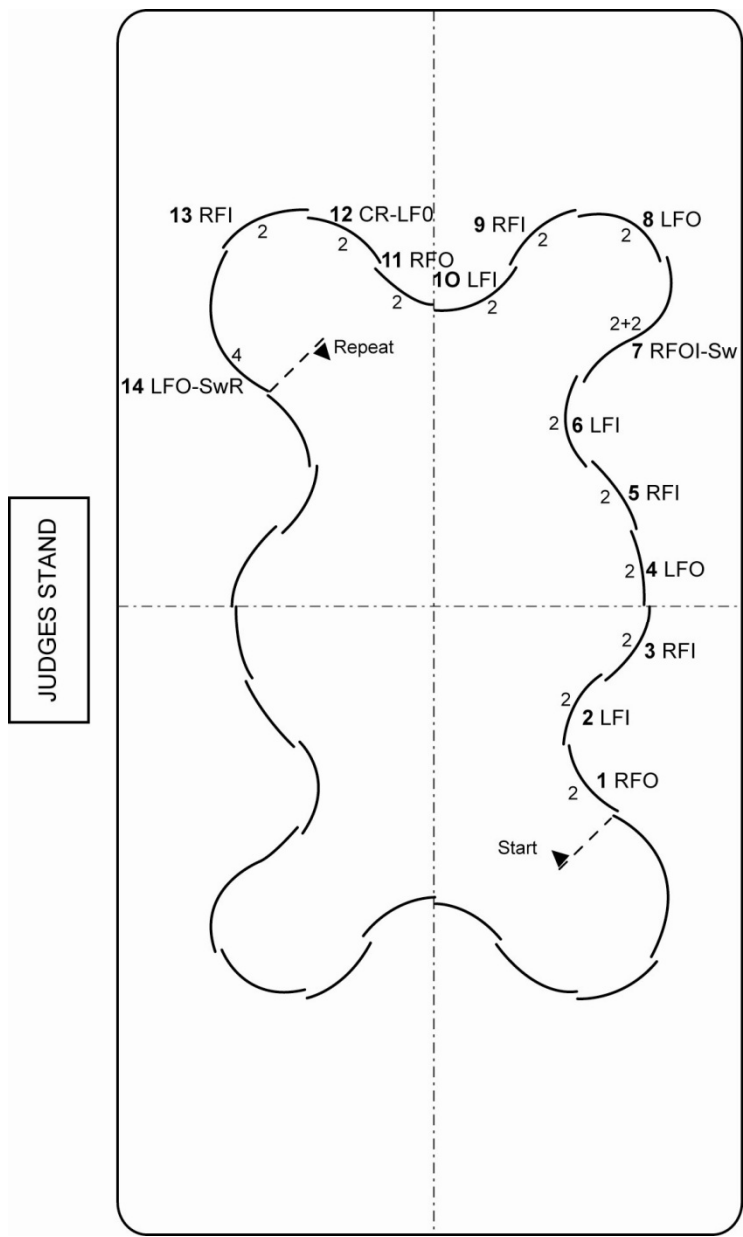 13 RFI
2
12 CR-LF0
2
11 RFO
2
1O LFI
2
9 RFI
2
8 LFO
2
2+2
7 RFOI-Sw
Repeat
4
14 LFO-SwR
2
6 LFI
2
5 RFI
2
4 LFO
JUDGES STAND
2
3 RFI
2
2 LFI
1 RFO
2
Start